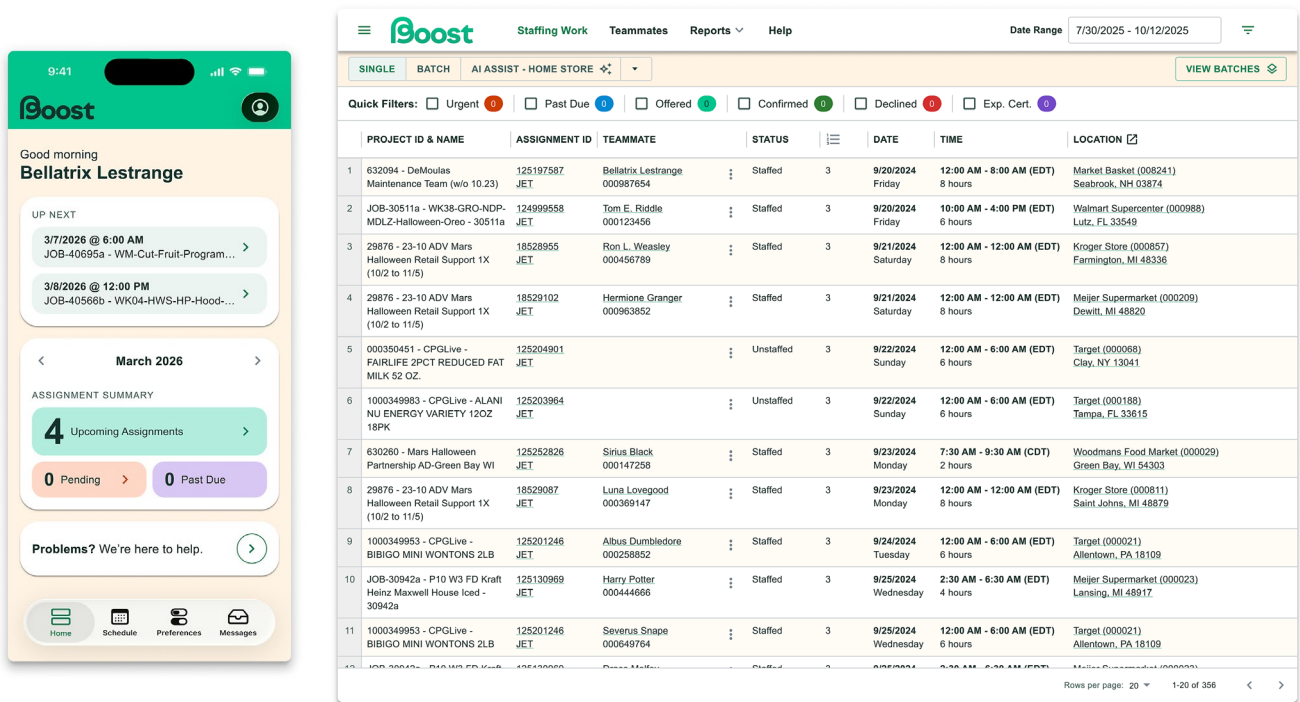 9:41
Boost
Good morning
Bellatrix Lestrange
UP NEXT
3/7/2026 @ 6:00 AM
JOB-40695a - WM-Cut-Fruit-Program...
3/8/2026 @ 12:00 PM
JOB-40566b - WK04-HWS-HP-Hood-...
March 2026
ASSIGNMENT SUMMARY
4 Upcoming Assignments
0 Pending
0 Past Due
Problems? We're here to help.
Home Schedule Preferences Messages
Boost Staffing Work Teammates Reports Help Date Range 7/30/2025 - 10/12/2025
SINGLE BATCH AI ASSIST - HOME STORE VIEW BATCHES
Quick Filters: Urgent 0 Past Due 0 Offered 0 Confirmed 0 Declined 0 Exp. Cert. 0
PROJECT ID & NAME ASSIGNMENT ID TEAMMATE STATUS DATE TIME LOCATION
1 632094 - DeMoulas 125197587 Bellatrix Lestrange Staffed 3 9/20/2024 12:00 AM - 8:00 AM (EDT) Market Basket (008241)
Maintenance Team (w/o 10.23) JET 000987654 Friday 8 hours Seabrook, NH 03874
2 JOB-30511a - WK38-GRO-NDP- 124999558 Tom E. Riddle Staffed 3 9/20/2024 10:00 AM - 4:00 PM (EDT) Walmart Supercenter (000988)
MDLZ-Halloween-Oreo - 30511a JET 000123456 Friday 6 hours Lutz, FL 33549
3 29876 - 23-10 ADV Mars 18528955 Ron L. Weasley Staffed 3 9/21/2024 12:00 AM - 12:00 AM (EDT) Kroger Store (000857)
Halloween Retail Support 1X JET 000456789 Saturday 8 hours Farmington, MI 48336
(10/2 to 11/5)
4 29876 - 23-10 ADV Mars 18529102 Hermione Granger Staffed 3 9/21/2024 12:00 AM - 12:00 AM (EDT) Meijer Supermarket (000209)
Halloween Retail Support 1X JET 000963852 Saturday 8 hours Dewitt, MI 48820
(10/2 to 11/5)
5 000350451 - CPGLive - 125204901 Unstaffed 3 9/22/2024 12:00 AM - 6:00 AM (EDT) Target (000068)
FAIRLIFE 2PCT REDUCED FAT JET Sunday 6 hours Clay, NY 13041
MILK 52 OZ.
6 1000349983 - CPGLive - ALANI 125203964 Unstaffed 3 9/22/2024 12:00 AM - 6:00 AM (EDT) Target (000188)
NU ENERGY VARIETY 12OZ JET Sunday 6 hours Tampa, FL 33615
18PK
7 630260 - Mars Halloween 125252826 Sirius Black Staffed 3 9/23/2024 7:30 AM - 9:30 AM (CDT) Woodmans Food Market (000029)
Partnership AD-Green Bay WI JET 000147258 Monday 2 hours Green Bay, WI 54303
8 29876 - 23-10 ADV Mars 18529087 Luna Lovegood Staffed 3 9/23/2024 12:00 AM - 12:00 AM (EDT) Kroger Store (000811)
Halloween Retail Support 1X JET 000369147 Monday 8 hours Saint Johns, MI 48879
(10/2 to 11/5)
9 1000349953 - CPGLive - 125201246 Albus Dumbledore Staffed 3 9/24/2024 12:00 AM - 6:00 AM (EDT) Target (000021)
BIBIGO MINI WONTONS 2LB JET 000258852 Tuesday 6 hours Allentown, PA 18109
10 JOB-30942a - P10 W3 FD Kraft 125130969 Harry Potter Staffed 3 9/25/2024 2:30 AM - 6:30 AM (EDT) Meijer Supermarket (000023)
Heinz Maxwell House Iced - JET 000444666 Wednesday 4 hours Lansing, MI 48917
30942a
11 1000349953 - CPGLive - 125201246 Severus Snape Staffed 3 9/25/2024 12:00 AM - 6:00 AM (EDT) Target (000021)
BIBIGO MINI WONTONS 2LB JET 000649764 Wednesday 6 hours Allentown, PA 18109
Rows per page: 20 1-20 of 356